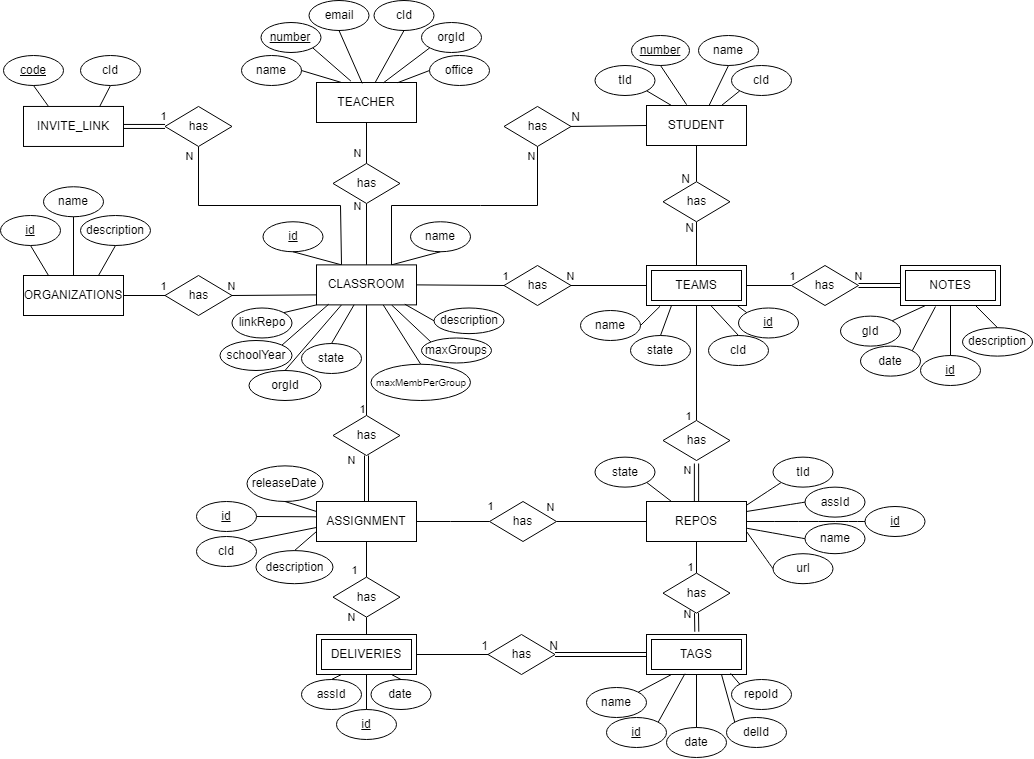 email
cId
number
orgId
name
office
TEACHER
code
cId
INVITE_LINK
1
has
N
N
has
N
number
name
tId
cId
STUDENT
N
has
N
N
has
N
name
id
description
ORGANIZATIONS
1
has
N
id
name
CLASSROOM
linkRepo
schoolYear
orgId
state
description
maxGroups
maxMembPerGroup
1
has
N
TEAMS
name
state
cId
id
1
has
N
NOTES
gId
date
id
description
1
has
N
1
has
N
releaseDate
id
cId
description
ASSIGNMENT
1
has
N
state
REPOS
tId
assId
id
name
url
1
has
N
1
has
N
DELIVERIES
assId
id
date
1
has
N
TAGS
name
id
date
delId
repoId